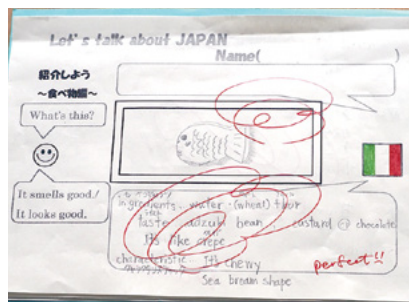 Let's talk about JAPAN
Name( )
紹介しよう
～食べ物編～
What's this?
It smells good!
It looks good.
ingredients water (wheat) flour
paste azuki bean , custard chocolate
It's like crepe
characteristic It's cherry
Sea bream shape
perfect!!